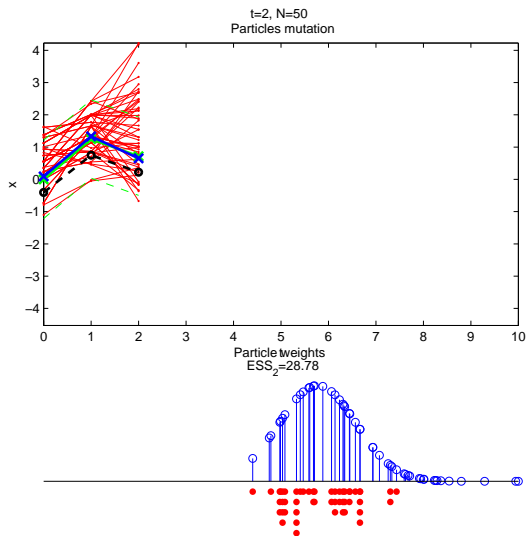 t=2, N=50
Particles mutation
4
3
2
1
0
−1
−2
−3
−4
x
0 1 2 3 4 5 6 7 8 9 10
t
Particle weights
ESS2=28.78